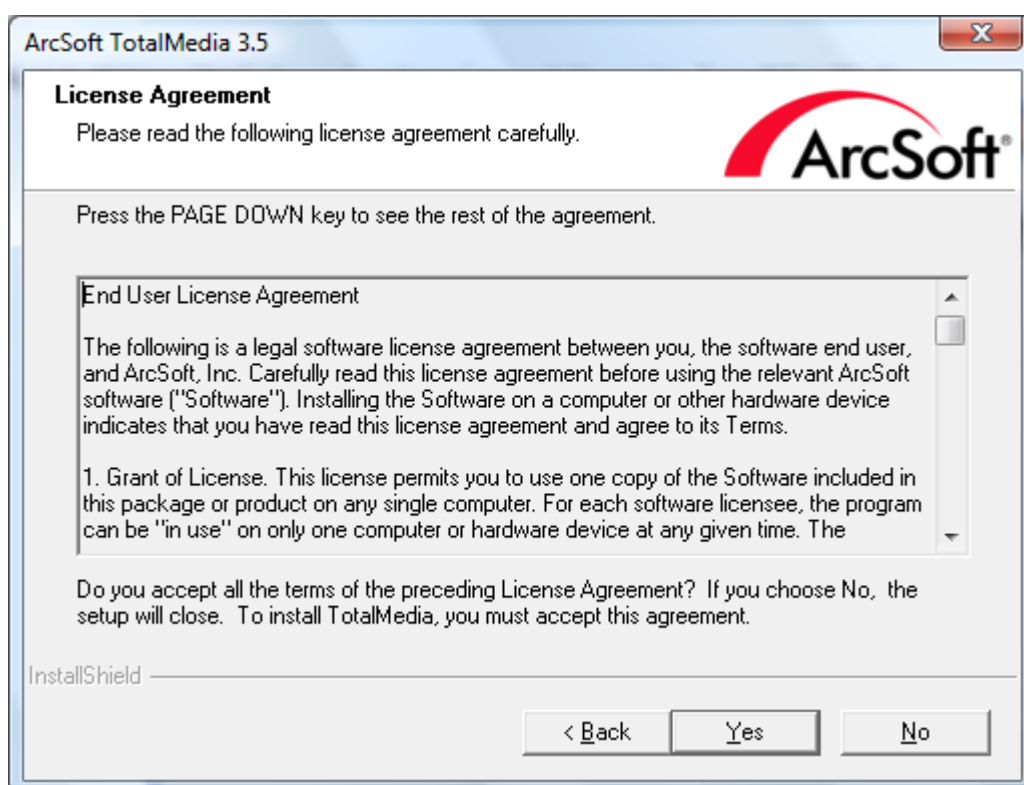 ArcSoft TotalMedia 3.5
License Agreement
Please read the following license agreement carefully.
ArcSoft®
Press the PAGE DOWN key to see the rest of the agreement.
End User License Agreement
The following is a legal software license agreement between you, the software end user,
and ArcSoft, Inc. Carefully read this license agreement before using the relevant ArcSoft
software ("Software"). Installing the Software on a computer or other hardware device
indicates that you have read this license agreement and agree to its Terms.
1. Grant of License. This license permits you to use one copy of the Software included in
this package or product on any single computer. For each software licensee, the program
can be "in use" on only one computer or hardware device at any given time. The
Do you accept all the terms of the preceding License Agreement?  If you choose No,  the
setup will close.  To install TotalMedia, you must accept this agreement.
InstallShield
< Back
Yes
No